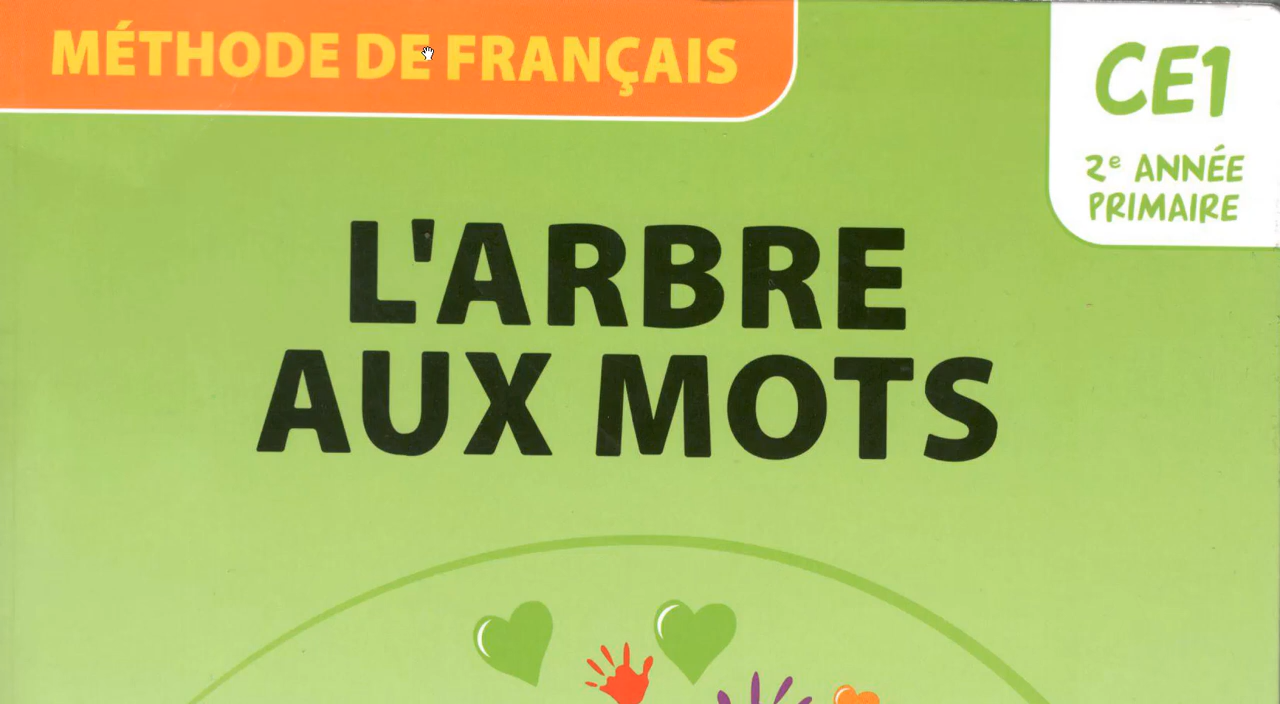 MÉTHODE DE FRANÇAIS
CE1
2e ANNÉE
PRIMAIRE
L'ARBRE
AUX MOTS